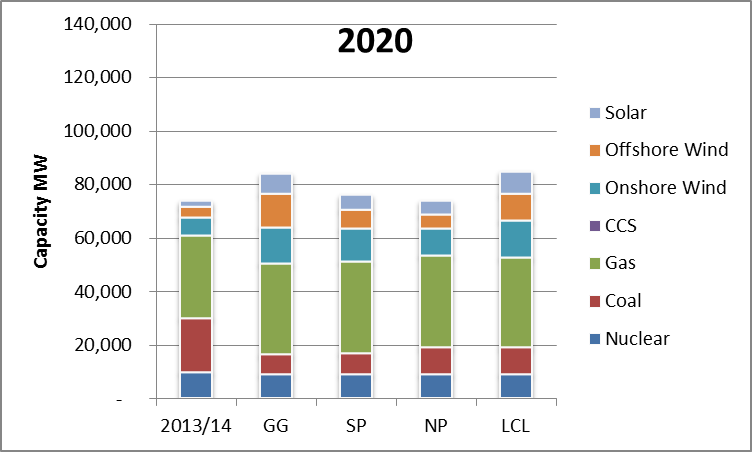 2020
140,000
120,000
100,000
80,000
60,000
40,000
20,000
-
Capacity MW
2013/14 GG SP NP LCL
Solar
Offshore Wind
Onshore Wind
CCS
Gas
Coal
Nuclear